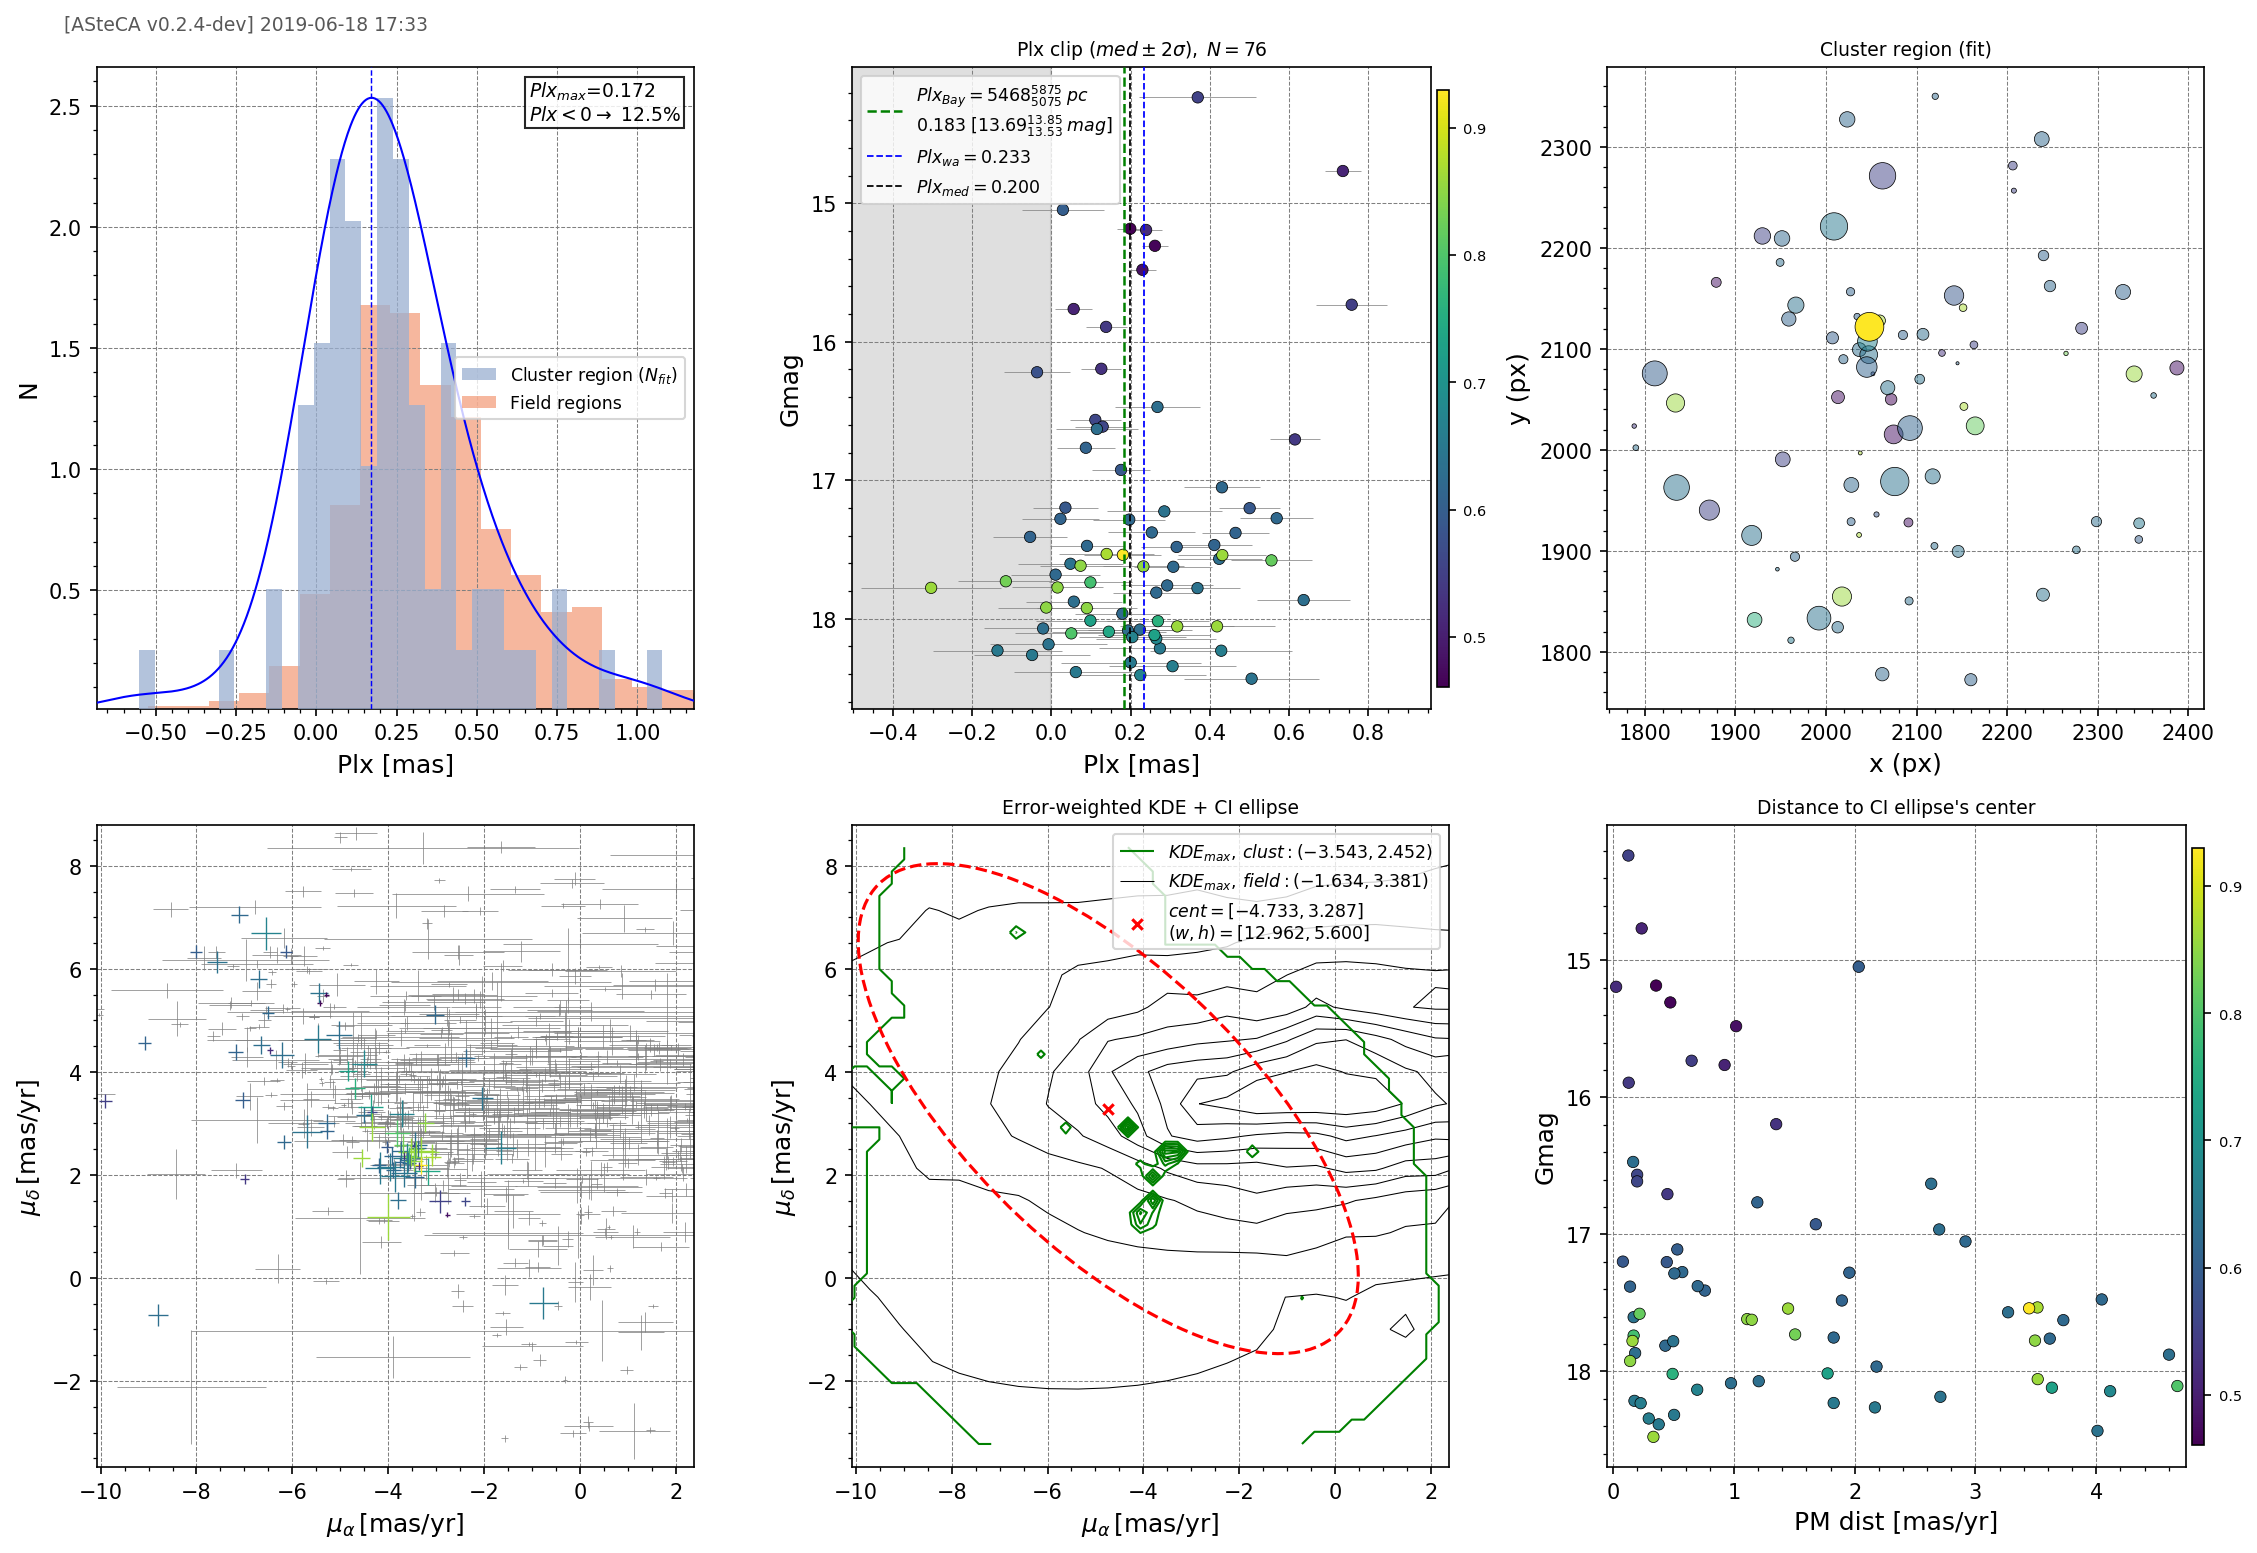 [ASteCA v0.2.4-dev] 2019-06-18 17:33
Plx_max=0.172
Plx < 0 → 12.5%
Cluster region (N_fit)
Field regions
N
2.5
2.0
1.5
1.0
0.5
−0.50 −0.25 0.00 0.25 0.50 0.75 1.00
Plx [mas]
Plx clip (med ± 2σ), N = 76
Plx_Bay = 5468^5875_5075 pc
0.183 [13.69^13.85_13.53 mag]
Plx_wa = 0.233
Plx_med = 0.200
Gmag
15
16
17
18
−0.4 −0.2 0.0 0.2 0.4 0.6 0.8
Plx [mas]
0.9
0.8
0.7
0.6
0.5
Cluster region (fit)
y (px)
2300
2200
2100
2000
1900
1800
1800 1900 2000 2100 2200 2300 2400
x (px)
μ_δ [mas/yr]
8
6
4
2
0
−2
−10 −8 −6 −4 −2 0 2
μ_α [mas/yr]
Error-weighted KDE + CI ellipse
KDE_max, clust : (−3.543, 2.452)
KDE_max, field : (−1.634, 3.381)
cent = [−4.733, 3.287]
(w, h) = [12.962, 5.600]
μ_δ [mas/yr]
8
6
4
2
0
−2
−10 −8 −6 −4 −2 0 2
μ_α [mas/yr]
Distance to CI ellipse's center
Gmag
15
16
17
18
0 1 2 3 4
PM dist [mas/yr]
0.9
0.8
0.7
0.6
0.5